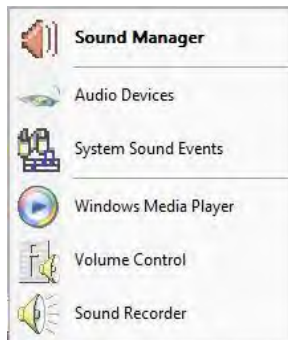 Sound Manager
Audio Devices
System Sound Events
Windows Media Player
Volume Control
Sound Recorder